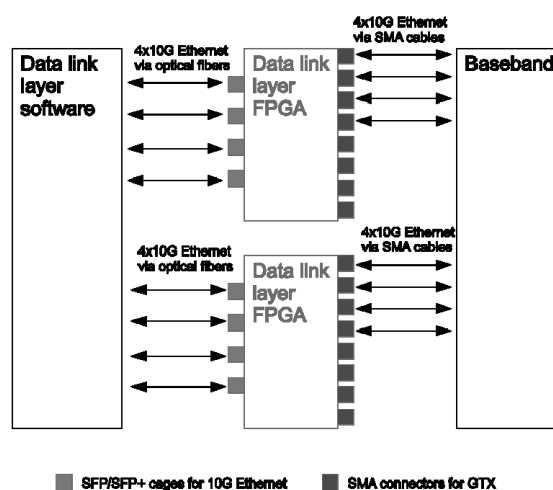 4x10G Ethernet
via SMA cables
4x10G Ethernet
via optical fibers
Data link
layer
software
Data link
layer
FPGA
Baseband
4x10G Ethernet
via SMA cables
4x10G Ethernet
via optical fibers
Data link
layer
FPGA
SFP/SFP+ cages for 10G Ethernet
SMA connectors for GTX